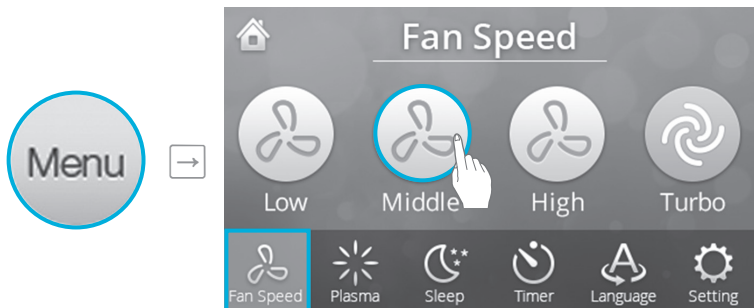 Menu
Fan Speed
Low Middle High Turbo
Fan Speed Plasma Sleep Timer Language Setting